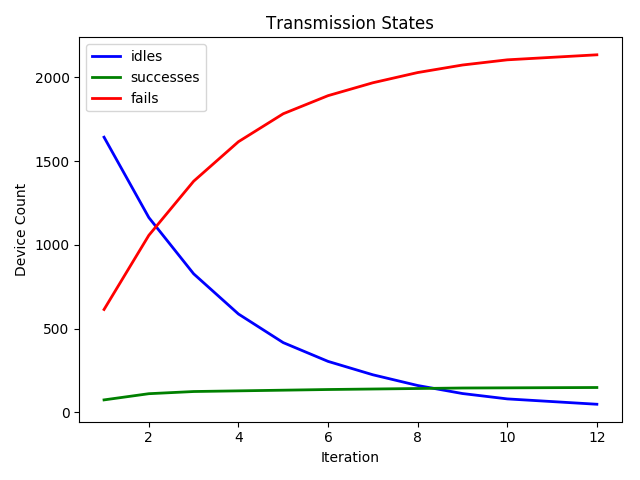 Transmission States
idles
successes
fails
Device Count
2000
1500
1000
500
0
2 4 6 8 10 12
Iteration